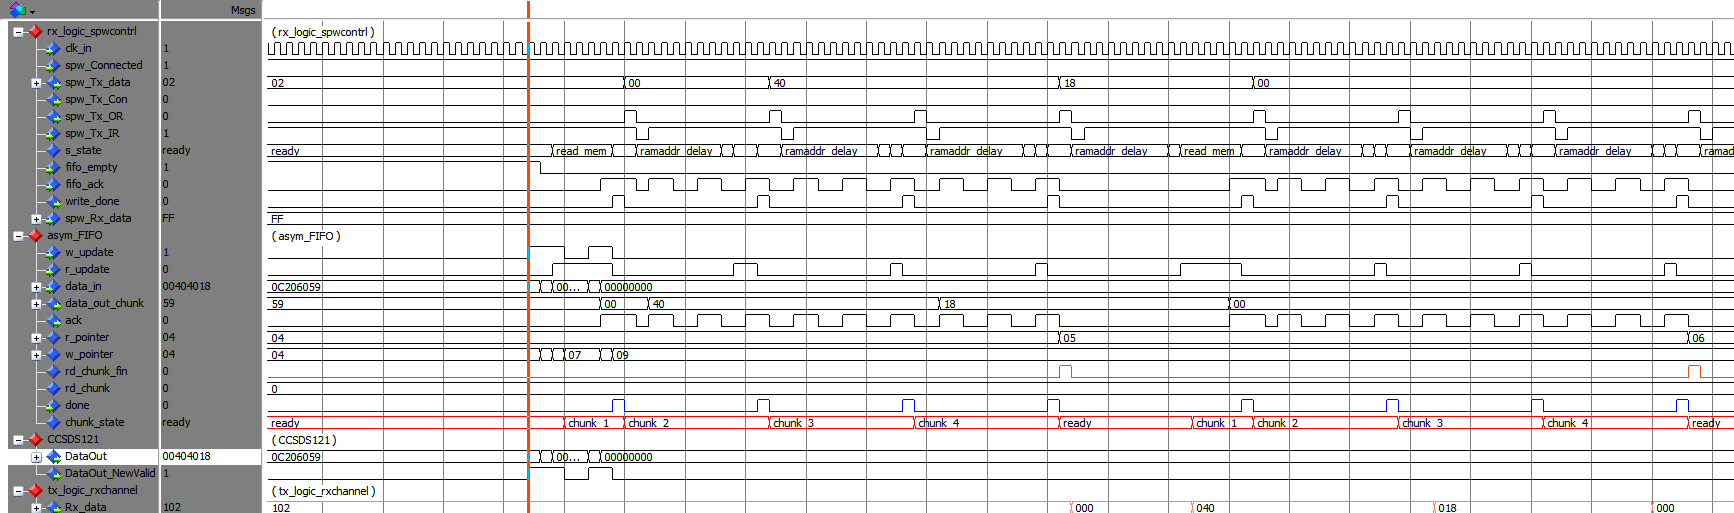 Msgs
rx_logic_spwcontrl ( rx_logic_spwcontrl )
clk_in 1
spw_Connected 1
spw_Tx_data 02 02 00 40 18 00
spw_Tx_Con 0
spw_Tx_OR 0
spw_Tx_IR 1
s_state ready ready read_mem ramaddr_delay ramaddr_delay ramaddr_delay ramaddr_delay read_mem ramaddr_delay ramaddr_delay ramaddr_delay ramad
fifo_empty 1
fifo_ack 0
write_done 0
spw_Rx_data FF FF
asym_FIFO ( asym_FIFO )
w_update 1
r_update 0
data_in 00404018 0C206059 00... 00000000
data_out_chunk 59 59 00 40 18 00
ack 0
r_pointer 04 04 05 06
w_pointer 04 04 07 09
rd_chunk_fin 0
rd_chunk 0 0
done 0
chunk_state ready ready chunk_1 chunk_2 chunk_3 chunk_4 ready chunk_1 chunk_2 chunk_3 chunk_4 ready
CCSDS121 ( CCSDS121 )
DataOut 00404018 0C206059 00... 00000000
DataOut_NewValid 1
tx_logic_rxchannel ( tx_logic_rxchannel )
Rx_data 102 102 000 040 018 000